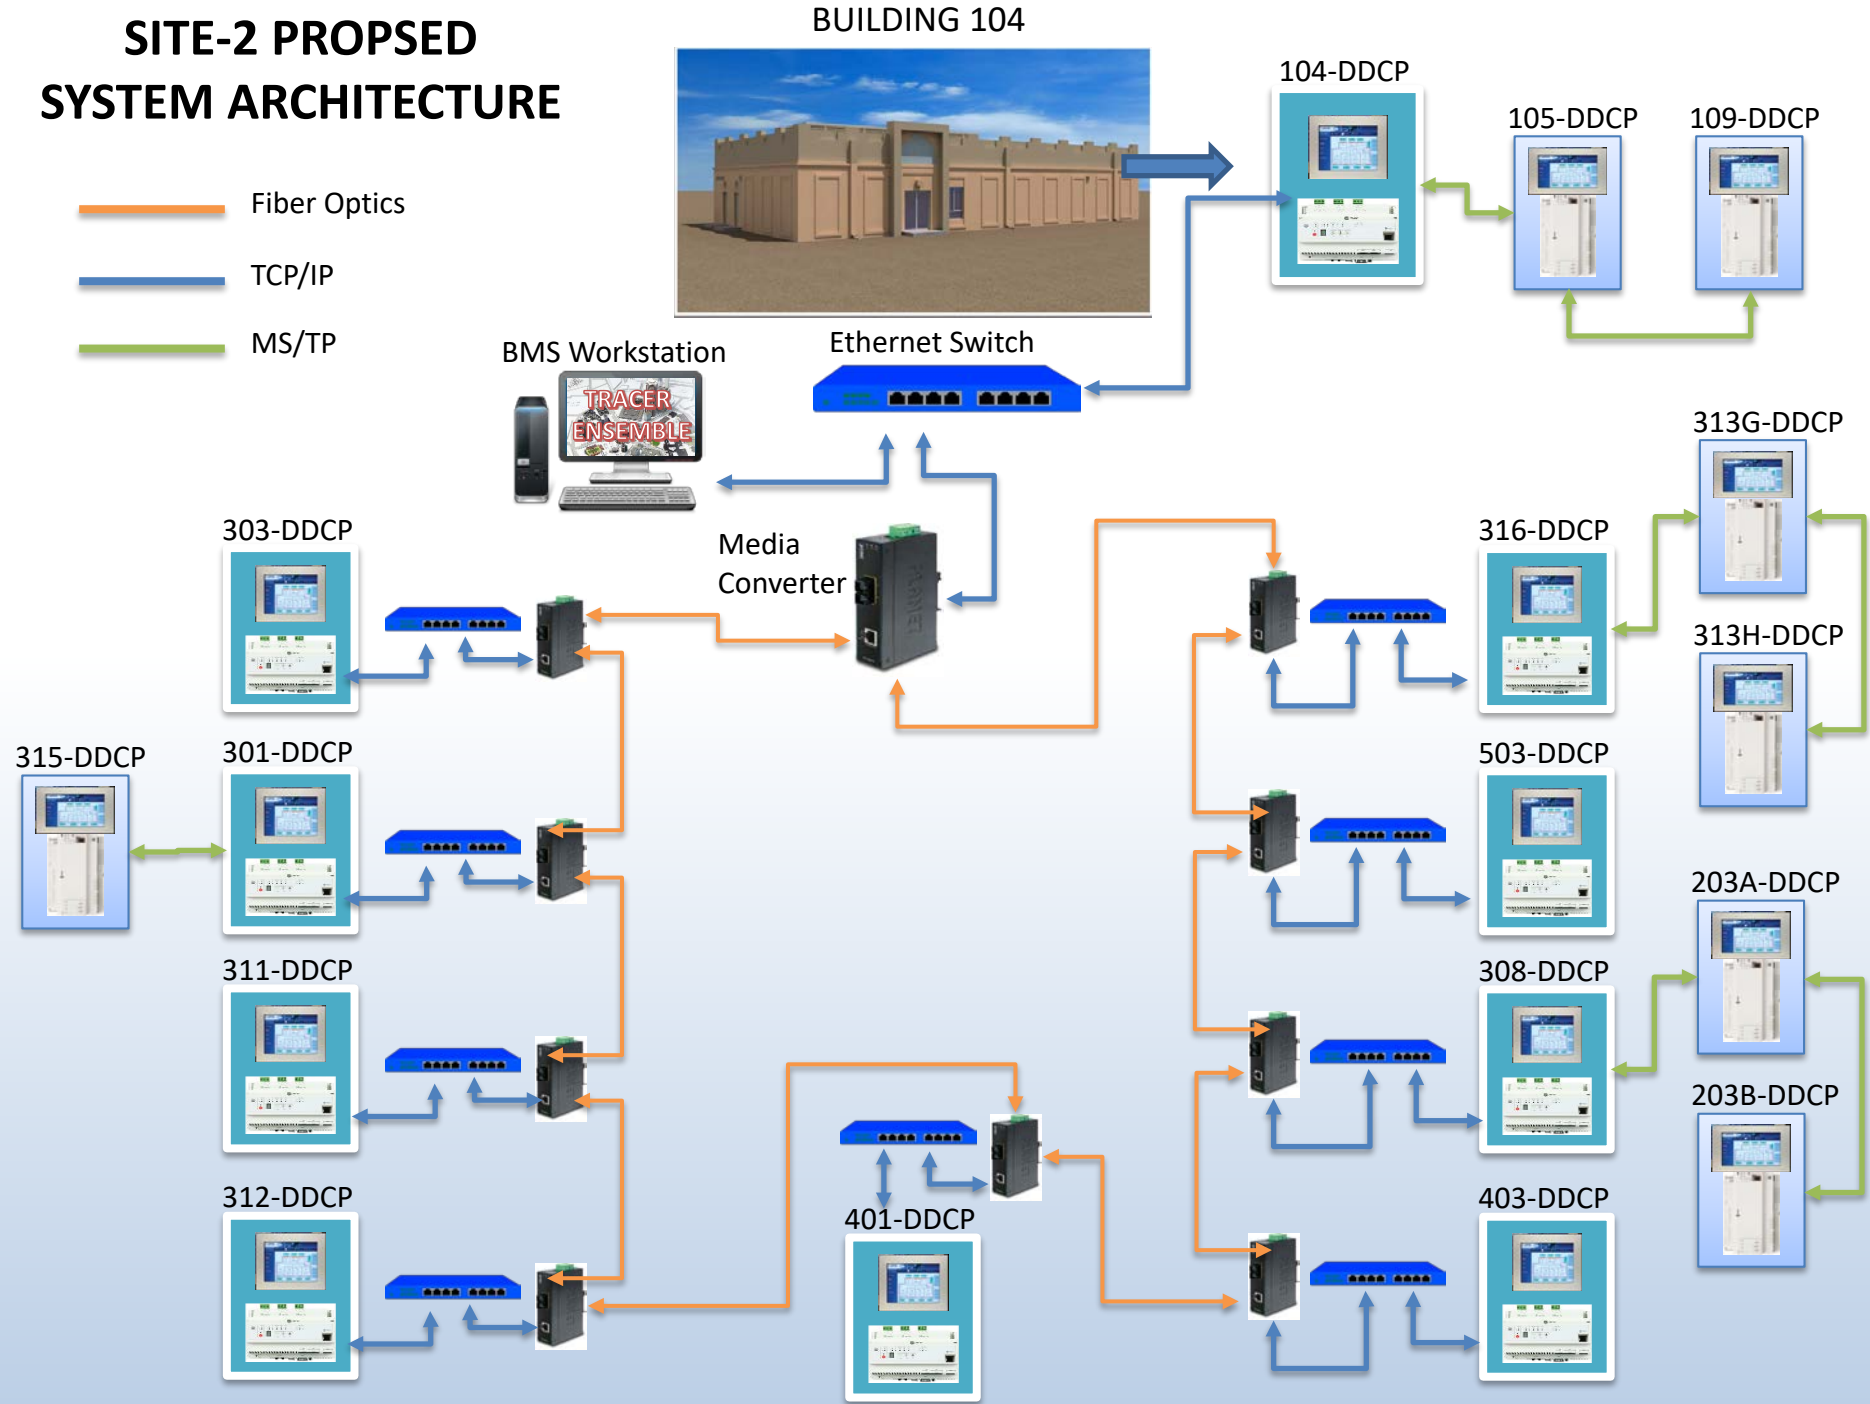 SITE-2 PROPSED
SYSTEM ARCHITECTURE
BUILDING 104
104-DDCP
105-DDCP
109-DDCP
Fiber Optics
TCP/IP
MS/TP
BMS Workstation
Ethernet Switch
TRACER
ENSEMBLE
313G-DDCP
303-DDCP
Media
Converter
PLANET
316-DDCP
313H-DDCP
315-DDCP
301-DDCP
503-DDCP
203A-DDCP
311-DDCP
308-DDCP
203B-DDCP
312-DDCP
401-DDCP
403-DDCP